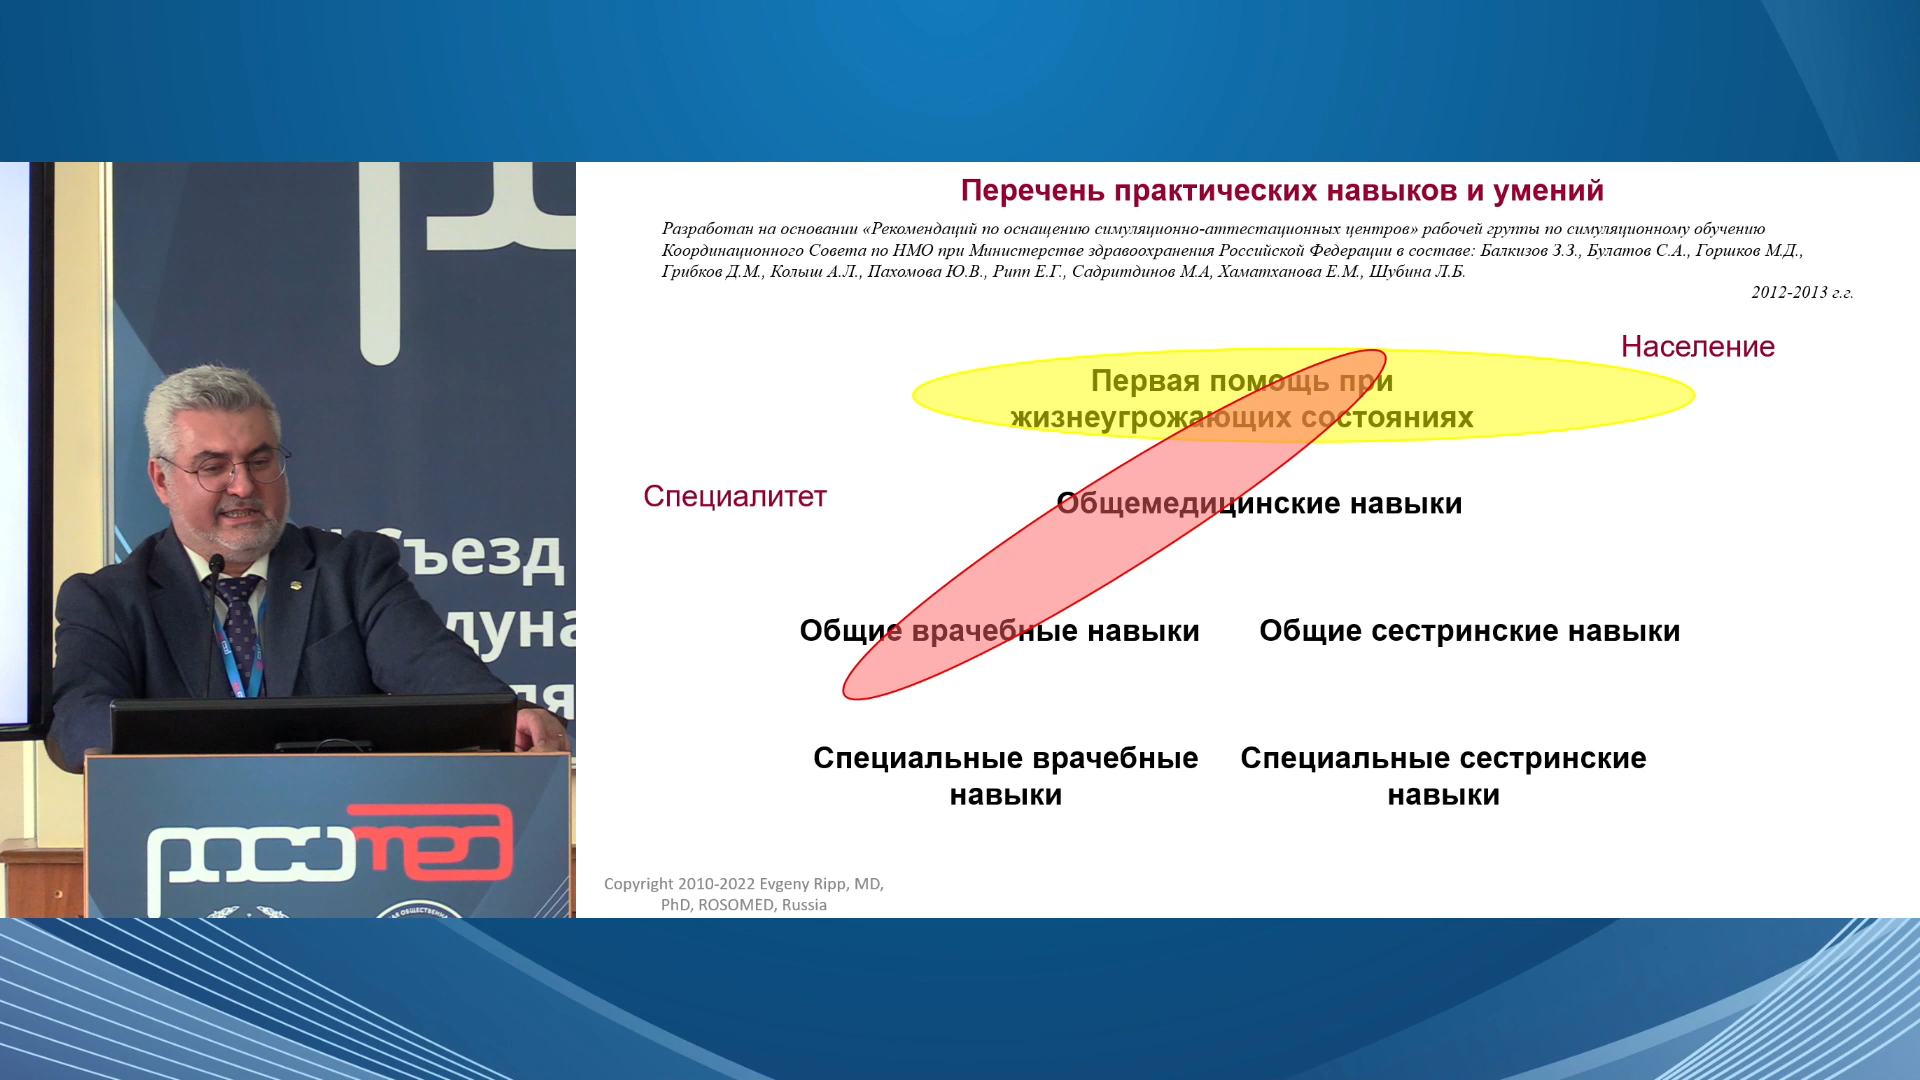 Перечень практических навыков и умений
Разработан на основании «Рекомендаций по оснащению симуляционно-аттестационных центров» рабочей группы по симуляционному обучению
Координационного Совета по НМО при Министерстве здравоохранения Российской Федерации в составе: Балкизов З.З., Булатов С.А., Горшков М.Д.,
Грибков Д.М., Колыш А.Л., Пахомова Ю.В., Рипп Е.Г., Садритдинов М.А, Хаматханова Е.М., Шубина Л.Б.
2012-2013 г.г.
Население
Первая помощь при
жизнеугрожающих состояниях
Специалитет
Общемедицинские навыки
Общие врачебные навыки
Общие сестринские навыки
Специальные врачебные
навыки
Специальные сестринские
навыки
Copyright 2010-2022 Evgeny Ripp, MD,
PhD, ROSOMED, Russia
Съезд
росомед